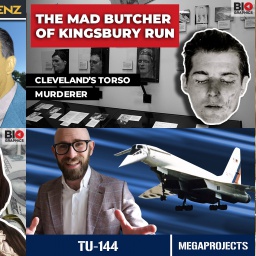 ENZ
THE MAD BUTCHER
OF KINGSBURY RUN
BIO
GRAPHICS
CLEVELAND'S TORSO
MURDERER
BIO
GRAPHICS
TU-144
MEGAPROJECTS